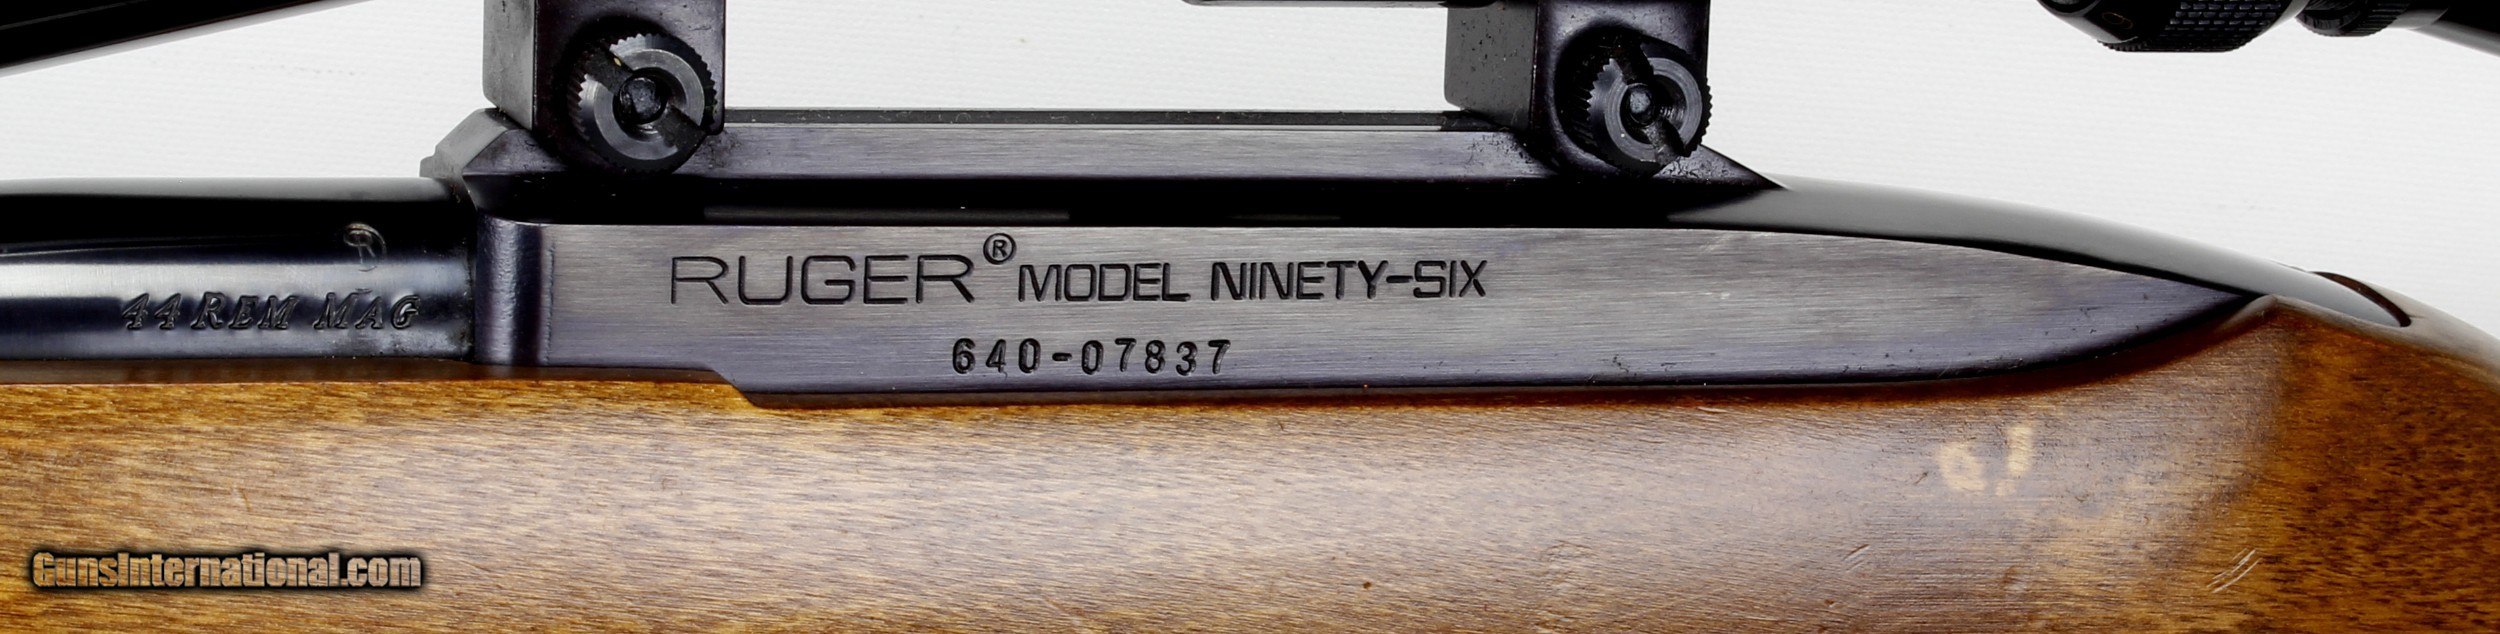 RUGER® MODEL NINETY-SIX
44 REM MAG
640-07837
GunsInternational.com